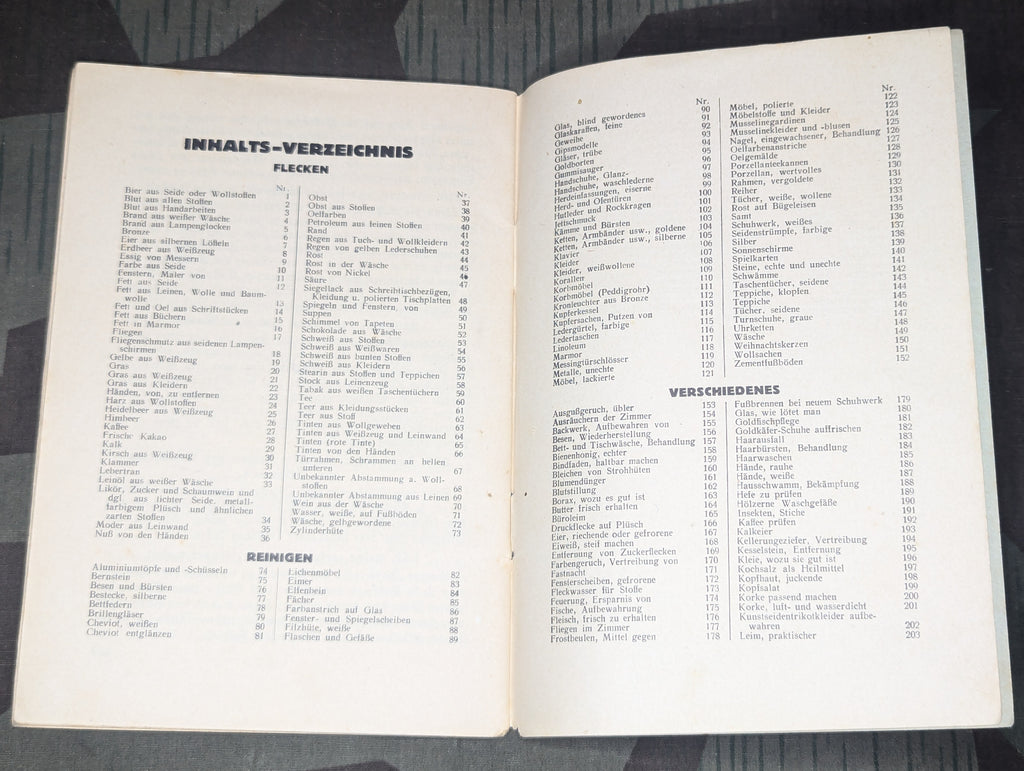 INHALTS-VERZEICHNIS
FLECKEN
Nr.
Bier aus Seide oder Wollstoffen 1
Blut aus allen Stoffen 2
Blut aus Handarbeiten 3
Brand aus weißer Wäsche 4
Brand aus Lampenglocken 5
Bronze 6
Eier aus silbernen Löffeln 7
Erdbeer aus Weißzeug 8
Essig von Messern 9
Farbe aus Seide 10
Fenstern, Maler von 11
Fett aus Seide 12
Fett aus Leinen, Wolle und Baum-
wolle 13
Fett und Oel aus Schriftstücken 14
Fett aus Büchern 15
Fett in Marmor 16
Fliegen 17
Fliegenschmutz aus seidenen Lampen-
schirmen 18
Gelbe aus Weißzeug 19
Gras 20
Gras aus Weißzeug 21
Gras aus Kleidern 22
Händen, von, zu entfernen 23
Harz aus Wollstoffen 24
Heidelbeer aus Weißzeug 25
Himbeer 26
Kaffee 27
Frische Kakao 28
Kalk 29
Kirsch aus Weißzeug 30
Klammer 31
Lebertran 32
Leinöl aus weißer Wäsche 33
Likör, Zucker und Schaumwein und
dgl. aus lichter Seide, metall-
farbigem Plüsch und ähnlichen
zarten Stoffen 34
Moder aus Leinwand 35
Nuß von den Händen 36
Nr.
Obst 37
Obst aus Stoffen 38
Oelfarben 39
Petroleum aus feinen Stoffen 40
Rand 41
Regen aus Tuch- und Wollkleidern 42
Regen von gelben Lederschuhen 43
Rost 44
Rost in der Wäsche 45
Rost von Nickel 46
Säure 47
Siegellack aus Schreibtischbezügen,
Kleidung u. polierten Tischplatten 48
Spiegeln und Fenstern, von 49
Suppen 50
Schimmel von Tapeten 51
Schokolade aus Wäsche 52
Schweiß aus Stoffen 53
Schweiß aus Weißwaren 54
Schweiß aus bunten Stoffen 55
Schweiß aus Kleidern 56
Stearin aus Stoffen und Teppichen 57
Stock aus Leinenzeug 58
Tabak aus weißen Taschentüchern 59
Tee 60
Teer aus Kleidungsstücken 61
Teer aus Stoff 62
Tinten aus Wollgeweben 63
Tinten aus Weißzeug und Leinwand 64
Tinten (rote Tinte) 65
Tinten von den Händen 66
Türrahmen, Schrammen an hellen
unteren 67
Unbekannter Abstammung a. Woll-
stoffen 68
Unbekannter Abstammung aus Leinen 69
Wein aus der Wäsche 70
Wasser, weiße, auf Fußböden 71
Wäsche, gelbgewordene 72
Zylinderhüte 73
REINIGEN
Aluminiumtöpfe und -Schüsseln 74
Bernstein 75
Besen und Bürsten 76
Bestecke, silberne 77
Bettfedern 78
Brillengläser 79
Cheviot, weißen 80
Cheviot entglänzen 81
Eichenmöbel 82
Eimer 83
Elfenbein 84
Fächer 85
Farbanstrich auf Glas 86
Fenster- und Spiegelscheiben 87
Filzhüte, weiße 88
Flaschen und Gefäße 89
Nr.
Glas, blind gewordenes 90
Glaskaraffen, feine 91
Geweihe 92
Gipsmodelle 93
Gläser, trübe 94
Goldborten 95
Gummisauger 96
Handschuhe, Glanz- 97
Handschuhe, waschlederne 98
Herdeinfassungen, eiserne 99
Herd- und Ofentüren 100
Hutleder und Rockkragen 101
Jettschmuck 102
Kämme und Bürsten 103
Ketten, Armbänder usw., goldene 104
Ketten, Armbänder usw., silberne 105
Klavier 106
Kleider 107
Kleider, weißwollene 108
Korallen 109
Korbmöbel 110
Korbmöbel (Peddigrohr) 111
Kronleuchter aus Bronze 112
Kupferkessel 113
Kupfersachen, Putzen von 114
Ledergürtel, farbige 115
Ledertaschen 116
Linoleum 117
Marmor 118
Messingtürschlösser 119
Metalle, unechte 120
Möbel, lackierte 121
Nr.
Möbel, polierte 122
Möbelstoffe und Kleider 123
Musselinegardinen 124
Musselinekleider und -blusen 125
Nagel, eingewachsener, Behandlung 126
Oelfarbenanstriche 127
Oelgemälde 128
Porzellanteekannen 129
Porzellan, wertvolles 130
Rahmen, vergoldete 131
Reiher 132
Tücher, weiße, wollene 133
Rost auf Bügeleisen 134
Samt 135
Schuhwerk, weißes 136
Seidenstrümpfe, farbige 137
Silber 138
Sonnenschirme 139
Spielkarten 140
Steine, echte und unechte 141
Schwämme 142
Taschentücher, seidene 143
Teppiche, klopfen 144
Teppiche 145
Tücher, seidene 146
Turnschuhe, graue 147
Uhrketten 148
Wäsche 149
Weihnachtskerzen 150
Wollsachen 151
Zementfußböden 152
VERSCHIEDENES
Ausgußgeruch, übler 153
Ausräuchern der Zimmer 154
Backwerk, Aufbewahren von 155
Besen, Wiederherstellung 156
Bett- und Tischwäsche, Behandlung 157
Bienenhonig, echter 158
Bindfaden, haltbar machen 159
Bleichen von Strohhüten 160
Blumendünger 161
Blutstillung 162
Borax, wozu es gut ist 163
Butter frisch erhalten 164
Büroleim 165
Druckflecke auf Plüsch 166
Eier, riechende oder gefrorene 167
Eiweiß, steif machen 168
Entfernung von Zuckerflecken 169
Farbengeruch, Vertreibung von 170
Fastnacht 171
Fensterscheiben, gefrorene 172
Fleckwasser für Stoffe 173
Feuerung, Ersparnis von 174
Fische, Aufbewahrung 175
Fleisch, frisch zu erhalten 176
Fliegen im Zimmer 177
Frostbeulen, Mittel gegen 178
Fußbrennen bei neuem Schuhwerk 179
Glas, wie lötet man 180
Goldfischpflege 181
Goldkäfer-Schuhe auffrischen 182
Haarausfall 183
Haarbürsten, Behandlung 184
Haarwaschen 185
Hände, rauhe 186
Hände, weiße 187
Hausschwamm, Bekämpfung 188
Hefe zu prüfen 189
Hölzerne Waschgefäße 190
Insekten, Stiche 191
Kaffee prüfen 192
Kalkeier 193
Kellerungeziefer, Vertreibung 194
Kesselstein, Entfernung 195
Kleie, wozu sie gut ist 196
Kochsalz als Heilmittel 197
Kopfhaut, juckende 198
Kopfsalat 199
Korke passend machen 200
Korke, luft- und wasserdicht 201
Kunstseidentrikotkleider aufbe-
wahren 202
Leim, praktischer 203